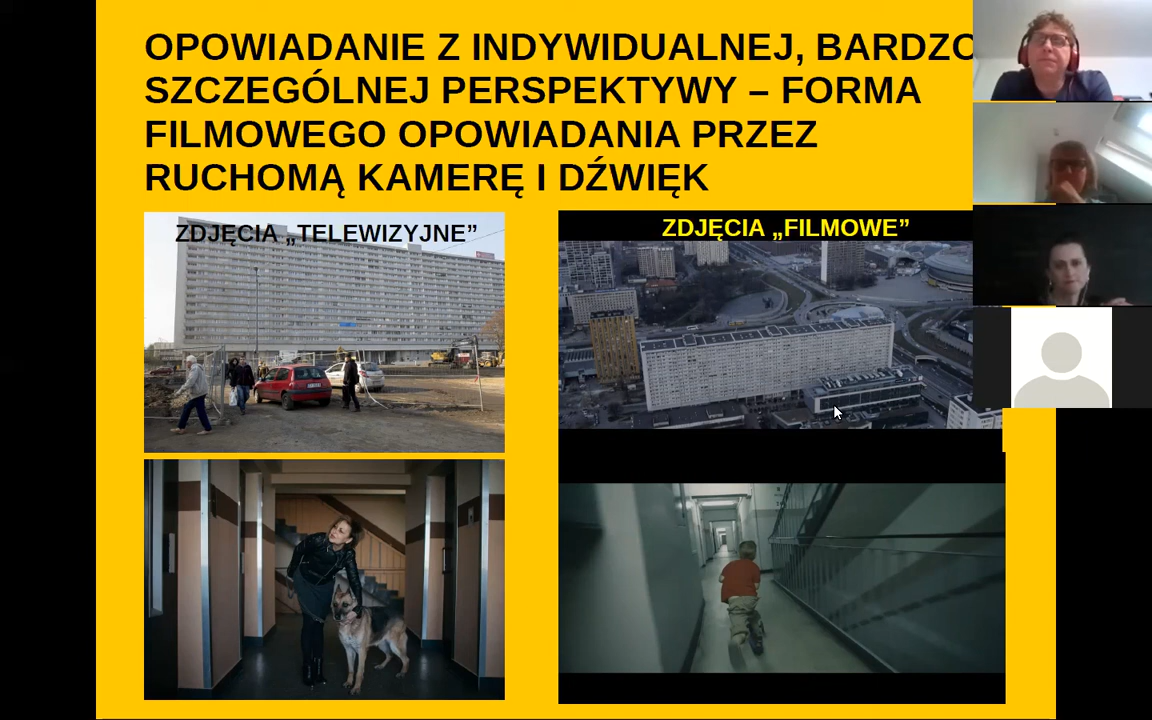 OPOWIADANIE Z INDYWIDUALNEJ, BARDZO
SZCZEGÓLNEJ PERSPEKTYWY – FORMA
FILMOWEGO OPOWIADANIA PRZEZ
RUCHOMĄ KAMERĘ I DŹWIĘK
ZDJĘCIA „TELEWIZYJNE”
ZDJĘCIA „FILMOWE”